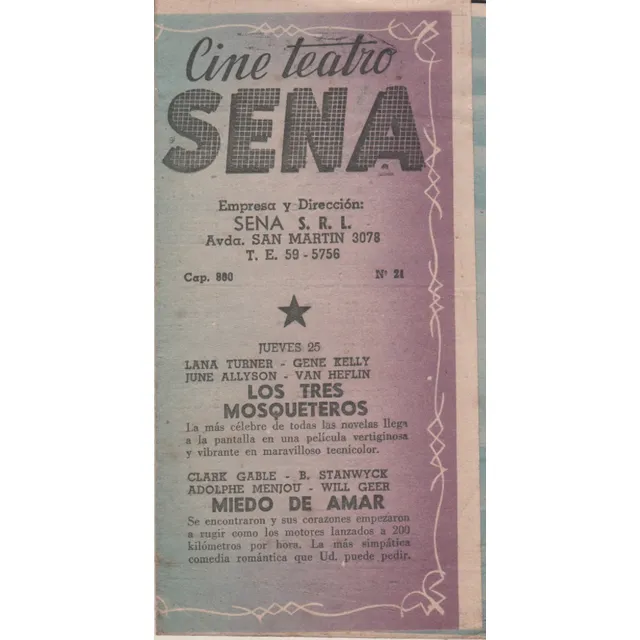 Cine teatro
SENA
Empresa y Dirección:
SENA S. R. L.
Avda. SAN MARTIN 3078
T. E. 59-5756
Cap. 860 Nº 24
JUEVES 25
LANA TURNER - GENE KELLY
JUNE ALLYSON - VAN HEFLIN
LOS TRES
MOSQUETEROS
La más célebre de todas las novelas llega
a la pantalla en una película vertiginosa
y vibrante en maravilloso tecnicolor.
CLARK GABLE - B. STANWYCK
ADOLPHE MENJOU - WILL GEER
MIEDO DE AMAR
Se encontraron y sus corazones empezaron
a rugir como los motores lanzados a 200
kilómetros por hora. La más simpática
comedia romántica que Ud. puede pedir.